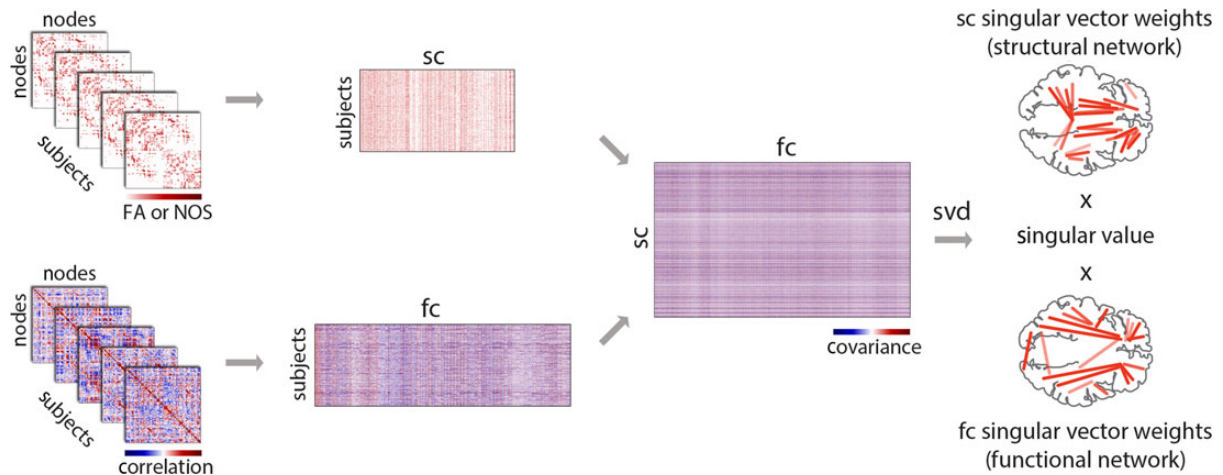 nodes
nodes
subjects
FA or NOS
sc
subjects
nodes
nodes
subjects
correlation
fc
subjects
fc
sc
covariance
svd
sc singular vector weights
(structural network)
x
singular value
x
fc singular vector weights
(functional network)